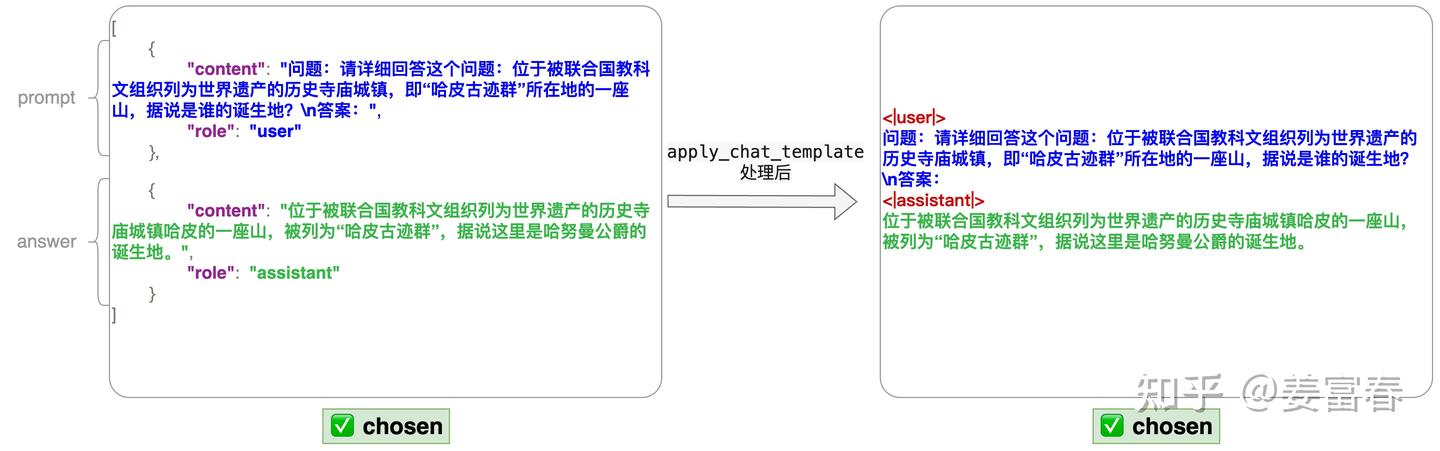 [
{
"content": "问题：请详细回答这个问题：位于被联合国教科
文组织列为世界遗产的历史寺庙城镇，即“哈皮古迹群”所在地的一座
山，据说是谁的诞生地？\n答案：",
"role": "user"
},
prompt
{
"content": "位于被联合国教科文组织列为世界遗产的历史寺
庙城镇哈皮的一座山，被列为“哈皮古迹群”，据说这里是哈努曼公爵的
诞生地。",
"role": "assistant"
}
]
answer
✅ chosen
apply_chat_template
处理后
<|user|>
问题：请详细回答这个问题：位于被联合国教科文组织列为世界遗产的
历史寺庙城镇，即“哈皮古迹群”所在地的一座山，据说是谁的诞生地？
\n答案：
<|assistant|>
位于被联合国教科文组织列为世界遗产的历史寺庙城镇哈皮的一座山，
被列为“哈皮古迹群”，据说这里是哈努曼公爵的诞生地。
知乎 @姜富春
✅ chosen